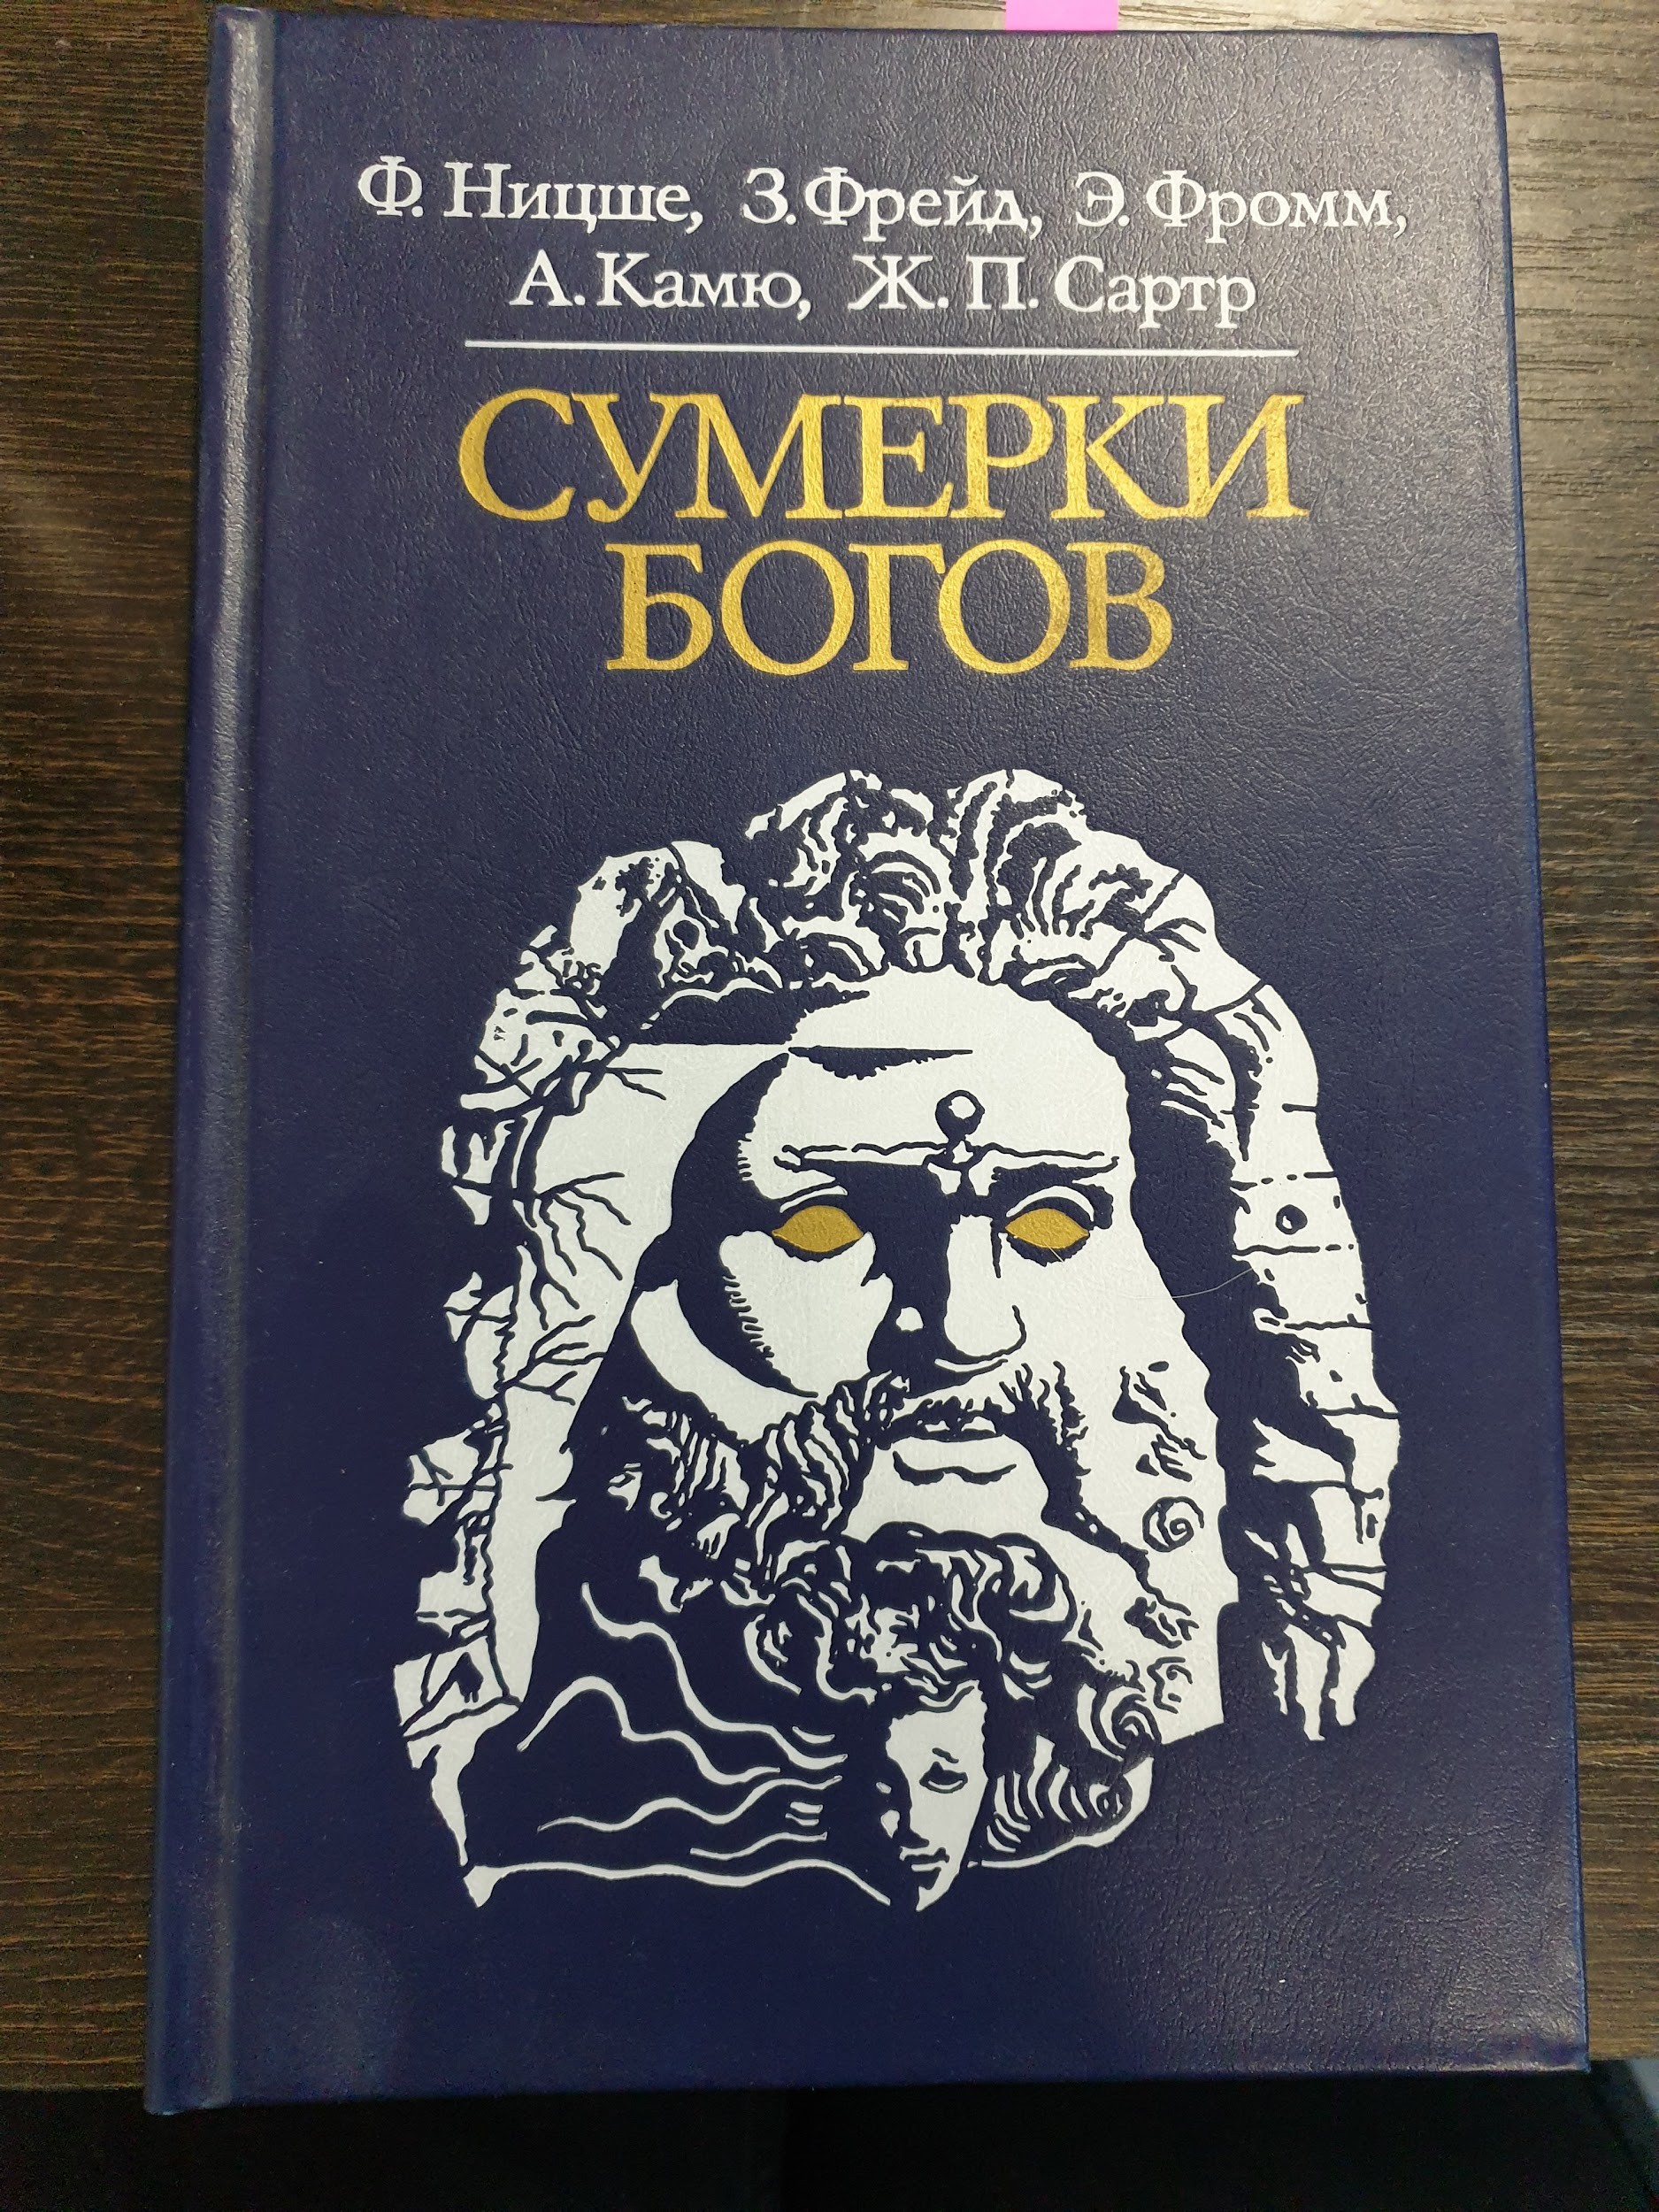 Ф. Ницше, З. Фрейд, Э. Фромм,
А. Камю, Ж. П. Сартр
СУМЕРКИ
БОГОВ